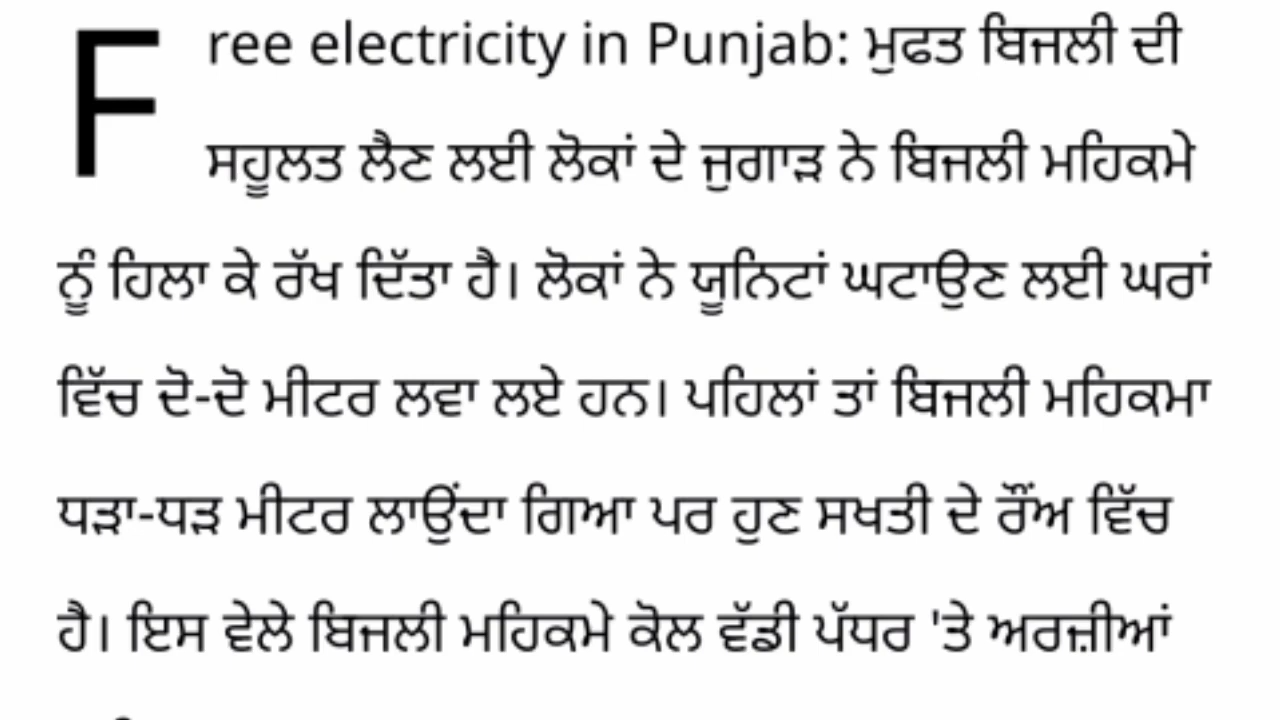 Free electricity in Punjab: ਮੁਫਤ ਬਿਜਲੀ ਦੀ
ਸਹੂਲਤ ਲੈਣ ਲਈ ਲੋਕਾਂ ਦੇ ਜੁਗਾੜ ਨੇ ਬਿਜਲੀ ਮਹਿਕਮੇ
ਨੂੰ ਹਿਲਾ ਕੇ ਰੱਖ ਦਿੱਤਾ ਹੈ। ਲੋਕਾਂ ਨੇ ਯੂਨਿਟਾਂ ਘਟਾਉਣ ਲਈ ਘਰਾਂ
ਵਿੱਚ ਦੋ-ਦੋ ਮੀਟਰ ਲਵਾ ਲਏ ਹਨ। ਪਹਿਲਾਂ ਤਾਂ ਬਿਜਲੀ ਮਹਿਕਮਾ
ਧੜਾ-ਧੜ ਮੀਟਰ ਲਾਉਂਦਾ ਗਿਆ ਪਰ ਹੁਣ ਸਖਤੀ ਦੇ ਰੌਂਅ ਵਿੱਚ
ਹੈ। ਇਸ ਵੇਲੇ ਬਿਜਲੀ ਮਹਿਕਮੇ ਕੋਲ ਵੱਡੀ ਪੱਧਰ 'ਤੇ ਅਰਜ਼ੀਆਂ